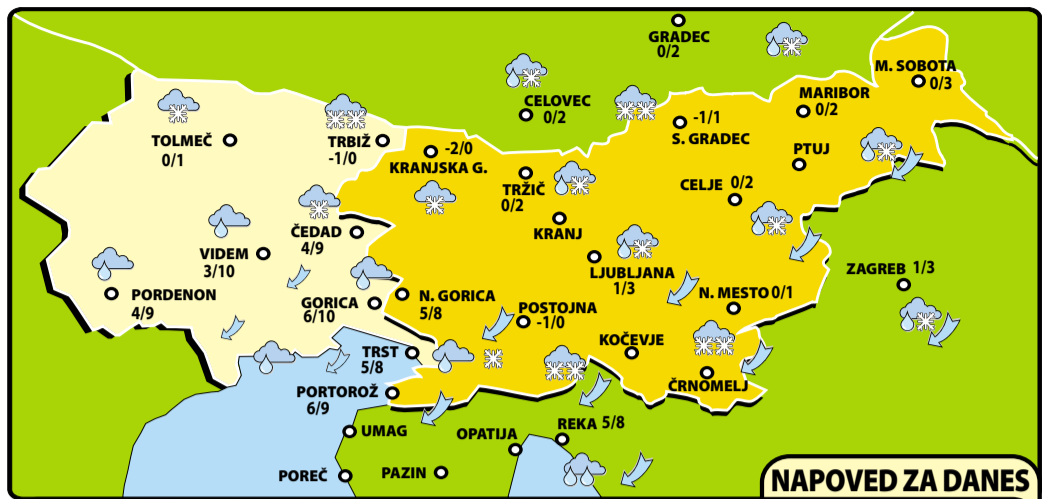 GRADEC
0/2
M. SOBOTA
0/3
CELOVEC
0/2
MARIBOR
0/2
-1/1
S. GRADEC
TOLMEČ
0/1
TRBIŽ
-1/0
-2/0
KRANJSKA G.
PTUJ
TRŽIČ
0/2
CELJE 0/2
ČEDAD
4/9
KRANJ
VIDEM
3/10
LJUBLJANA
1/3
ZAGREB 1/3
PORDENON
4/9
GORICA
6/10
N. GORICA
5/8
POSTOJNA
-1/0
N. MESTO 0/1
TRST
5/8
KOČEVJE
ČRNOMELJ
PORTOROŽ
6/9
UMAG
OPATIJA
REKA 5/8
POREČ
PAZIN
NAPOVED ZA DANES